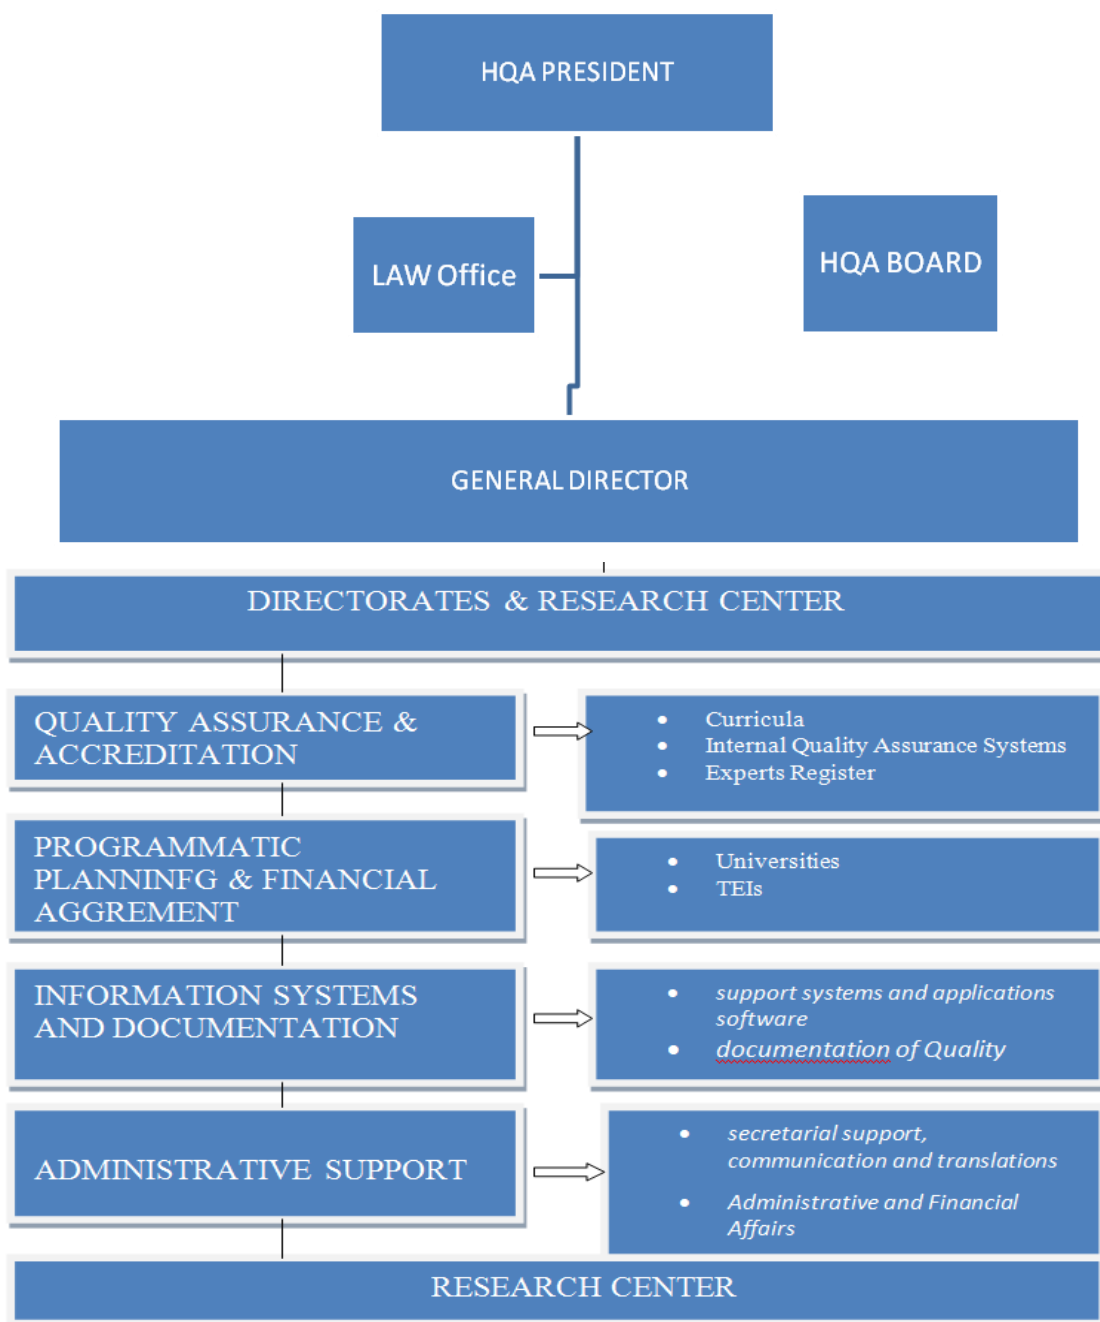 HQA PRESIDENT
LAW Office
HQA BOARD
GENERAL DIRECTOR
DIRECTORATES & RESEARCH CENTER
QUALITY ASSURANCE &
ACCREDITATION
• Curricula
• Internal Quality Assurance Systems
• Experts Register
PROGRAMMATIC
PLANNINFG & FINANCIAL
AGGREMENT
• Universities
• TEIs
INFORMATION SYSTEMS
AND DOCUMENTATION
• support systems and applications
software
• documentation of Quality
ADMINISTRATIVE SUPPORT
• secretarial support,
communication and translations
• Administrative and Financial
Affairs
RESEARCH CENTER